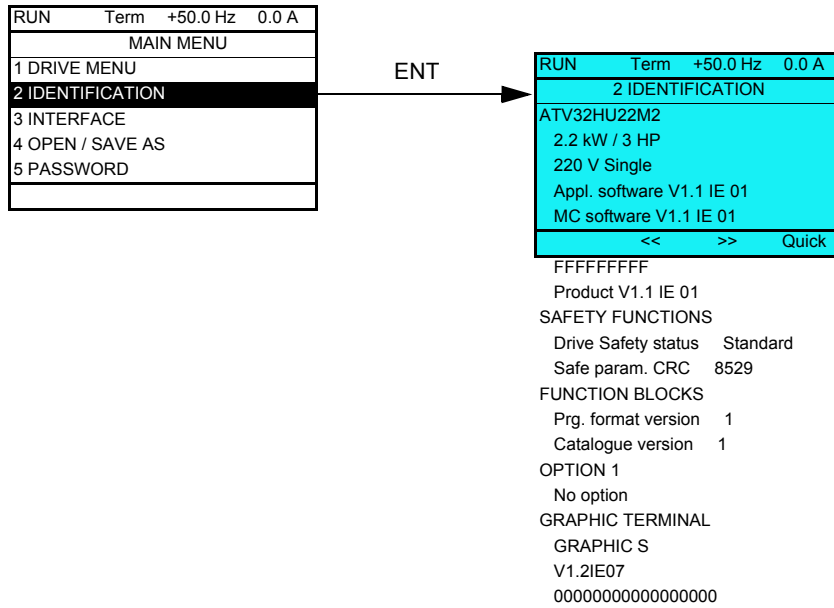 RUN Term +50.0 Hz 0.0 A
MAIN MENU
1 DRIVE MENU
2 IDENTIFICATION
3 INTERFACE
4 OPEN / SAVE AS
5 PASSWORD
ENT
RUN Term +50.0 Hz 0.0 A
2 IDENTIFICATION
ATV32HU22M2
2.2 kW / 3 HP
220 V Single
Appl. software V1.1 IE 01
MC software V1.1 IE 01
<< >> Quick
FFFFFFFFF
Product V1.1 IE 01
SAFETY FUNCTIONS
Drive Safety status Standard
Safe param. CRC 8529
FUNCTION BLOCKS
Prg. format version 1
Catalogue version 1
OPTION 1
No option
GRAPHIC TERMINAL
GRAPHIC S
V1.2IE07
00000000000000000